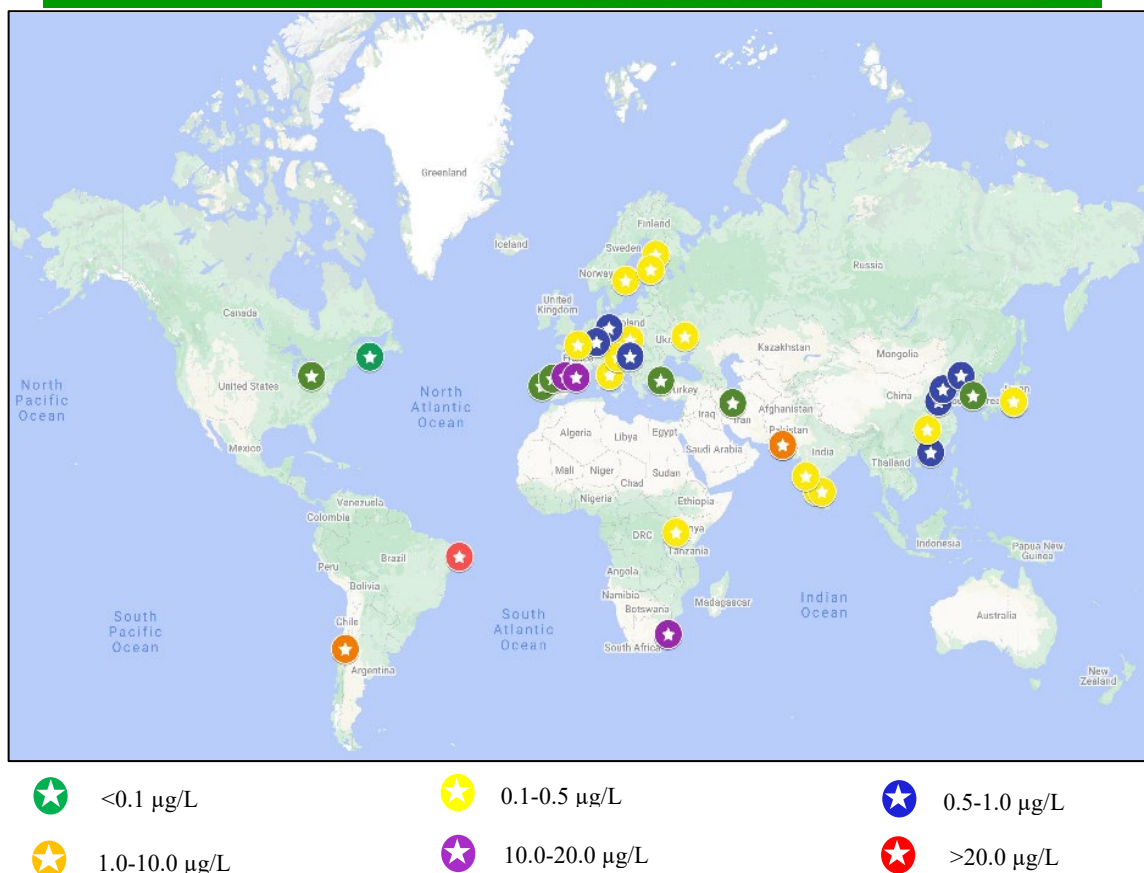 Greenland
Iceland
Finland
Sweden
Norway
Russia
Canada
United
Kingdom
Kazakhstan
Mongolia
North
Pacific
Ocean
United States
North
Atlantic
Ocean
China
Iraq
Afghanistan
Pakistan
Algeria
Libya
Egypt
Saudi Arabia
Mexico
India
Thailand
Mali
Niger
Sudan
Chad
Nigeria
Ethiopia
Venezuela
Colombia
DRC
Tanzania
Indonesia
Papua New
Guinea
Brazil
Peru
Angola
Bolivia
Namibia
Botswana
Madagascar
Indian
Ocean
South
Pacific
Ocean
Chile
South
Atlantic
Ocean
Australia
South Africa
Argentina
New
Zealand
<0.1 µg/L
0.1-0.5 µg/L
0.5-1.0 µg/L
1.0-10.0 µg/L
10.0-20.0 µg/L
>20.0 µg/L